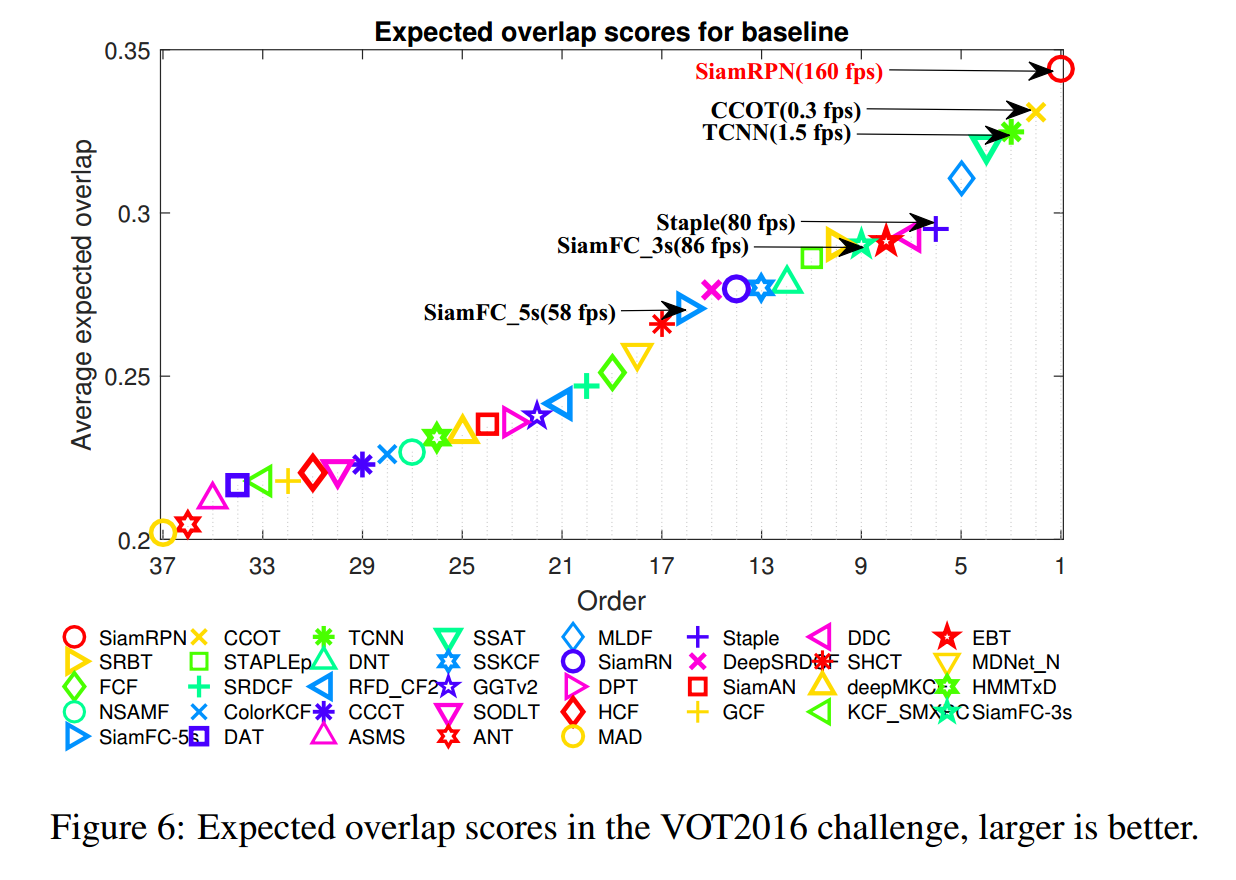 Expected overlap scores for baseline
0.35
SiamRPN(160 fps)
CCOT(0.3 fps)
TCNN(1.5 fps)
0.3
Staple(80 fps)
SiamFC_3s(86 fps)
SiamFC_5s(58 fps)
0.25
0.2
Average expected overlap
37 33 29 25 21 17 13 9 5 1
Order
SiamRPN CCOT TCNN SSAT MLDF Staple DDC EBT
SRBT STAPLEp DNT SSKCF SiamRN SHCT MDNet_N
FCF SRDCF RFD_CF2 GGTv2 DPT SiamAN HMMTxD
NSAMF ColorKCF CCCT SODLT HCF GCF SiamFC-3s
SiamFC-5s DAT ASMS ANT MAD
Figure 6: Expected overlap scores in the VOT2016 challenge, larger is better.